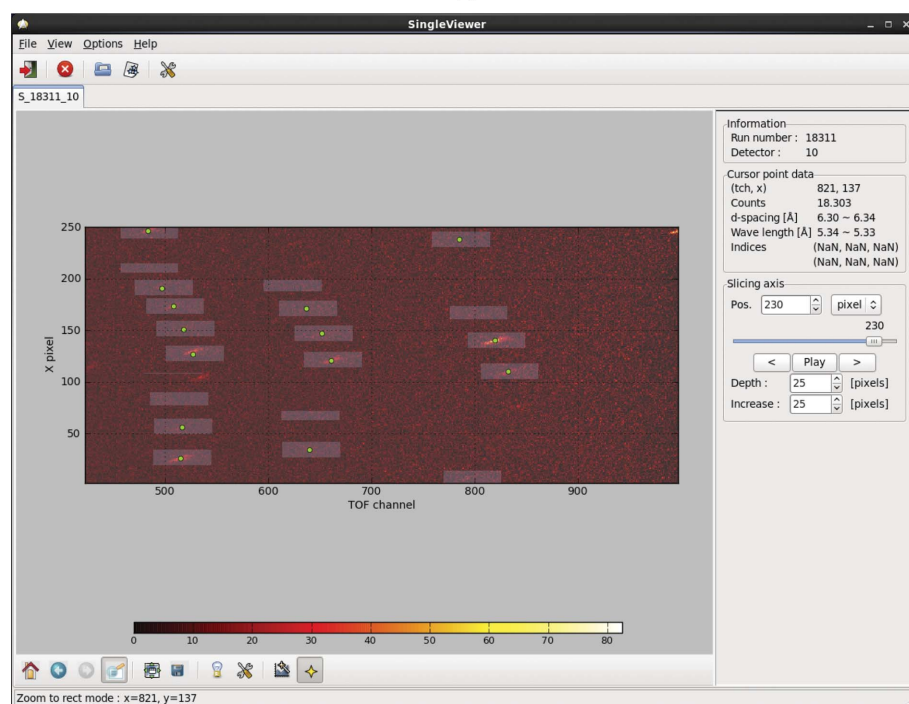 SingleViewer
File View Options Help
S_18311_10
Information
Run number : 18311
Detector : 10
Cursor point data
(tch, x) 821, 137
Counts 18.303
d-spacing [Å] 6.30 ~ 6.34
Wave length [Å] 5.34 ~ 5.33
Indices (NaN, NaN, NaN)
(NaN, NaN, NaN)
Slicing axis
Pos. 230 pixel
230
< Play >
Depth : 25 [pixels]
Increase : 25 [pixels]
250
200
150
100
50
X pixel
500 600 700 800 900
TOF channel
0 10 20 30 40 50 60 70 80
Zoom to rect mode : x=821, y=137